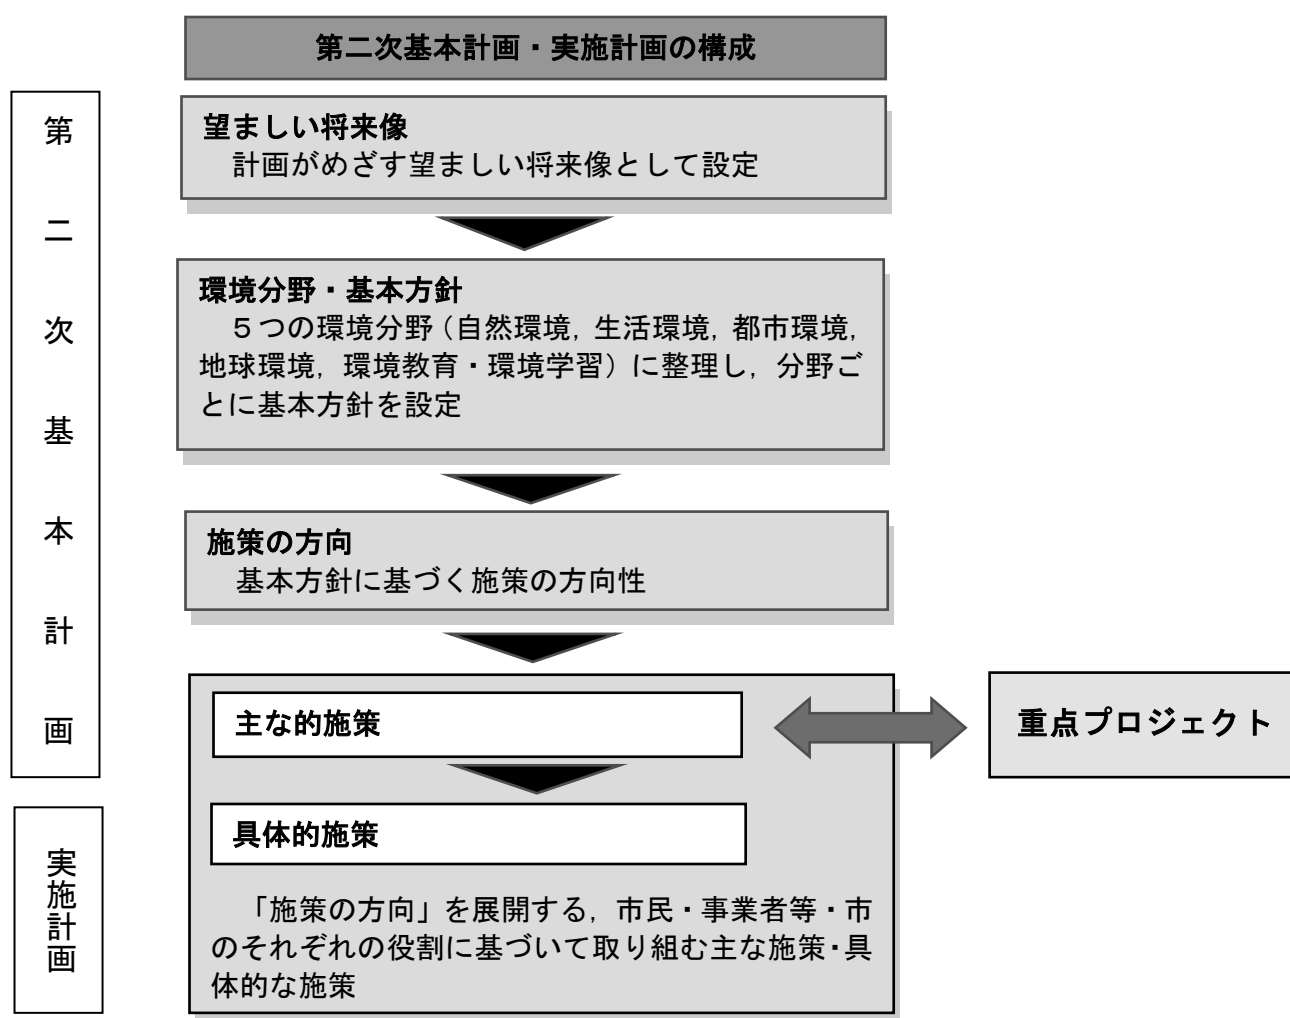 第二次基本計画・実施計画の構成
第二次基本計画
望ましい将来像
計画がめざす望ましい将来像として設定
環境分野・基本方針
５つの環境分野（自然環境，生活環境，都市環境，
地球環境，環境教育・環境学習）に整理し，分野ご
とに基本方針を設定
施策の方向
基本方針に基づく施策の方向性
主な的施策
重点プロジェクト
実施計画
具体的施策
「施策の方向」を展開する，市民・事業者等・市
のそれぞれの役割に基づいて取り組む主な施策・具
体的な施策